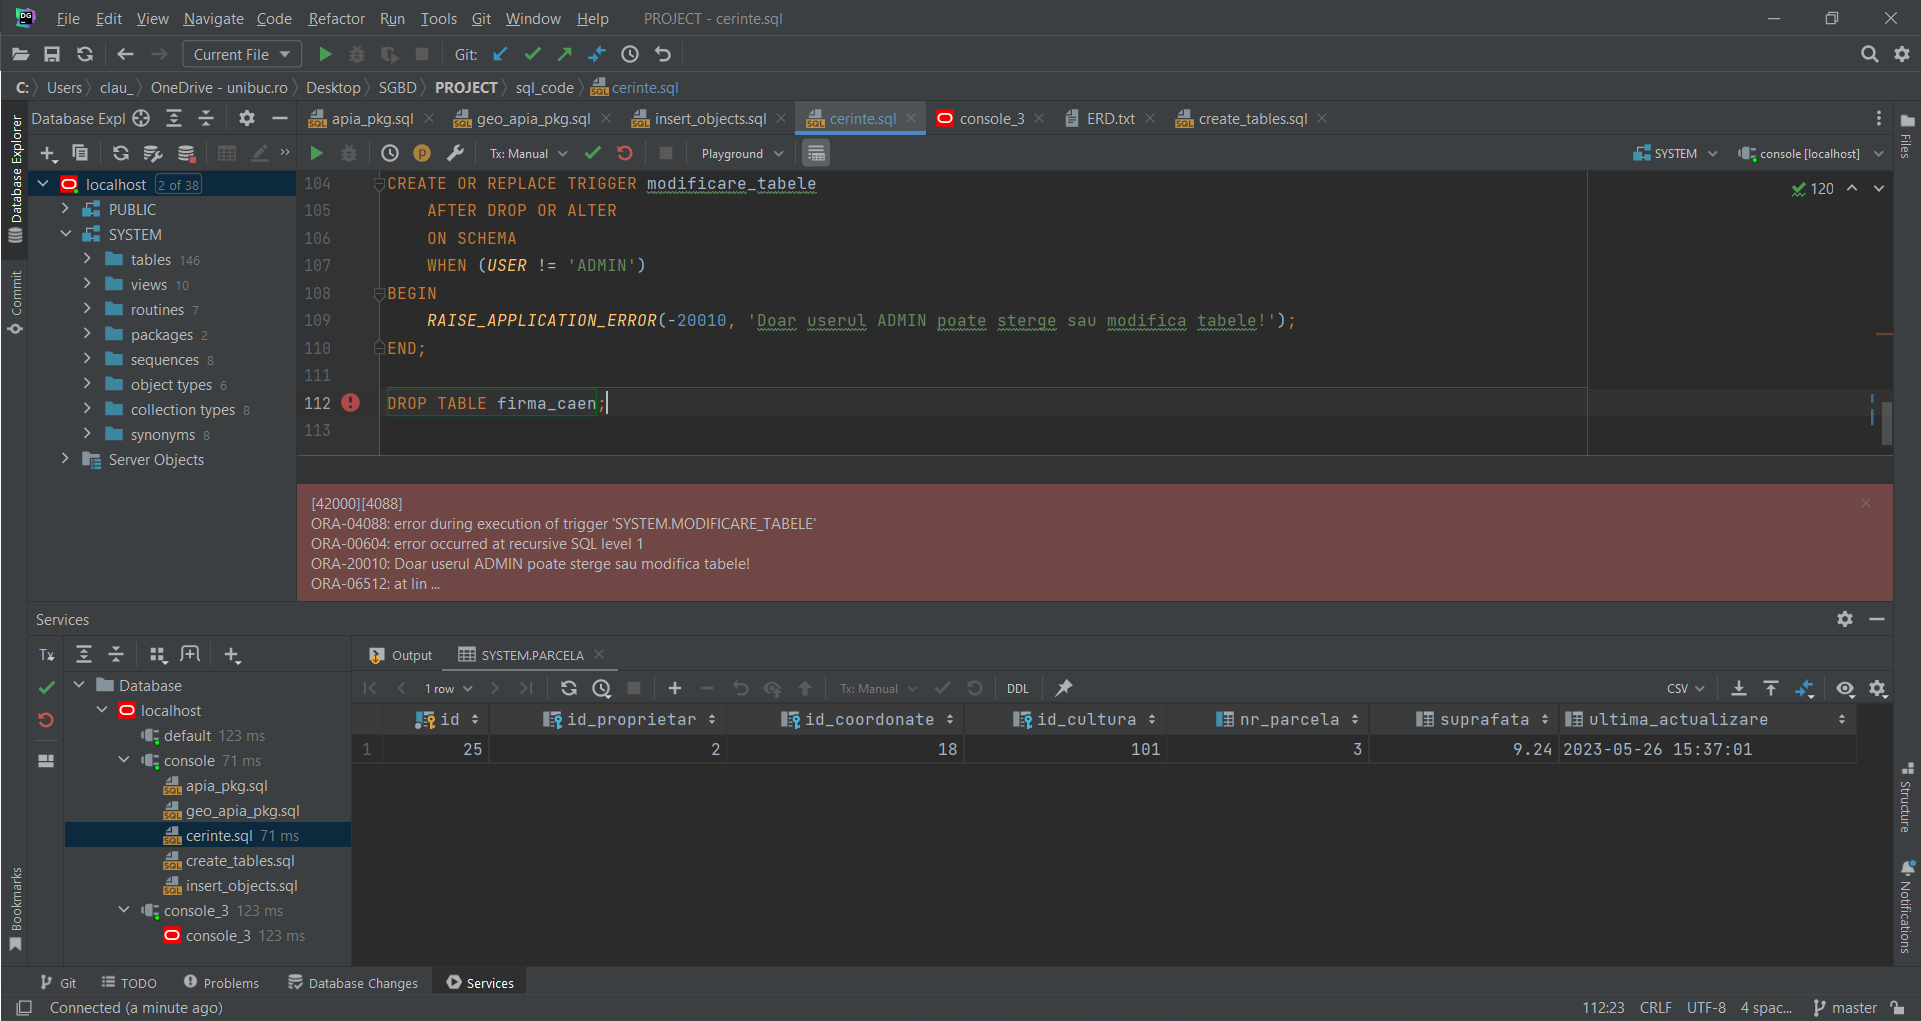 DG File Edit View Navigate Code Refactor Run Tools Git Window Help PROJECT - cerinte.sql
Current File Git:
C: Users clau_ OneDrive - unibuc.ro Desktop SGBD PROJECT sql_code cerinte.sql
Database Expl apia_pkg.sql geo_apia_pkg.sql insert_objects.sql cerinte.sql console_3 ERD.txt create_tables.sql
Tx: Manual Playground SYSTEM console [localhost]
Database Explorer
Commit
Bookmarks
Files
Structure
Notifications
localhost 2 of 38
PUBLIC
SYSTEM
tables 146
views 10
routines 7
packages 2
sequences 8
object types 6
collection types 8
synonyms 8
Server Objects
104 CREATE OR REPLACE TRIGGER modificare_tabele
105 AFTER DROP OR ALTER
106 ON SCHEMA
107 WHEN (USER != 'ADMIN')
108 BEGIN
109 RAISE_APPLICATION_ERROR(-20010, 'Doar userul ADMIN poate sterge sau modifica tabele!');
110 END;
111
112 DROP TABLE firma_caen;
113
120
[42000][4088]
ORA-04088: error during execution of trigger 'SYSTEM.MODIFICARE_TABELE'
ORA-00604: error occurred at recursive SQL level 1
ORA-20010: Doar userul ADMIN poate sterge sau modifica tabele!
ORA-06512: at lin ...
Services
Tx
Database
localhost
default 123 ms
console 71 ms
apia_pkg.sql
geo_apia_pkg.sql
cerinte.sql 71 ms
create_tables.sql
insert_objects.sql
console_3 123 ms
console_3 123 ms
Output SYSTEM.PARCELA
1 row Tx: Manual DDL CSV
id id_proprietar id_coordonate id_cultura nr_parcela suprafata ultima_actualizare
1 25 2 18 101 3 9.24 2023-05-26 15:37:01
Git TODO Problems Database Changes Services
Connected (a minute ago) 112:23 CRLF UTF-8 4 spac... master